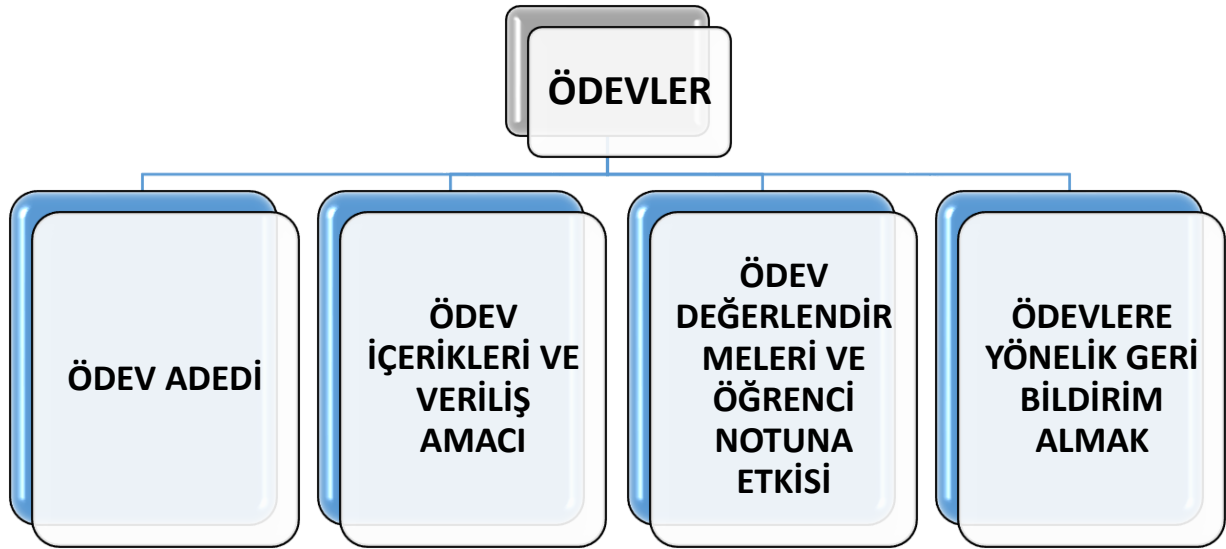 ÖDEVLER
ÖDEV ADEDİ
ÖDEV
İÇERİKLERİ VE
VERİLİŞ
AMACI
ÖDEV
DEĞERLENDİR
MELERİ VE
ÖĞRENCİ
NOTUNA
ETKİSİ
ÖDEVLERE
YÖNELİK GERİ
BİLDİRİM
ALMAK